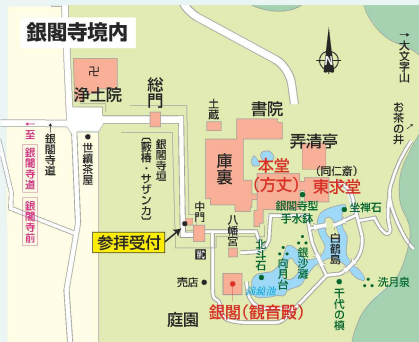 銀閣寺境内
卍
浄土院
総門
土蔵
書院
弄清亭
→大文字山
お茶の井
庫裏
本堂
(方丈)
(同仁斎)
東求堂
←銀閣寺道
←至
銀閣寺道
銀閣寺前
世績茶屋
銀閣寺垣
(藪椿・サザンカ)
中門
八幡宮
銀閣寺型
手水鉢
坐禅石
参拝受付
北斗石
向月台
銀沙灘
白鶴島
洗月泉
千代の槙
売店
錦鏡池
銀閣(観音殿)
庭園